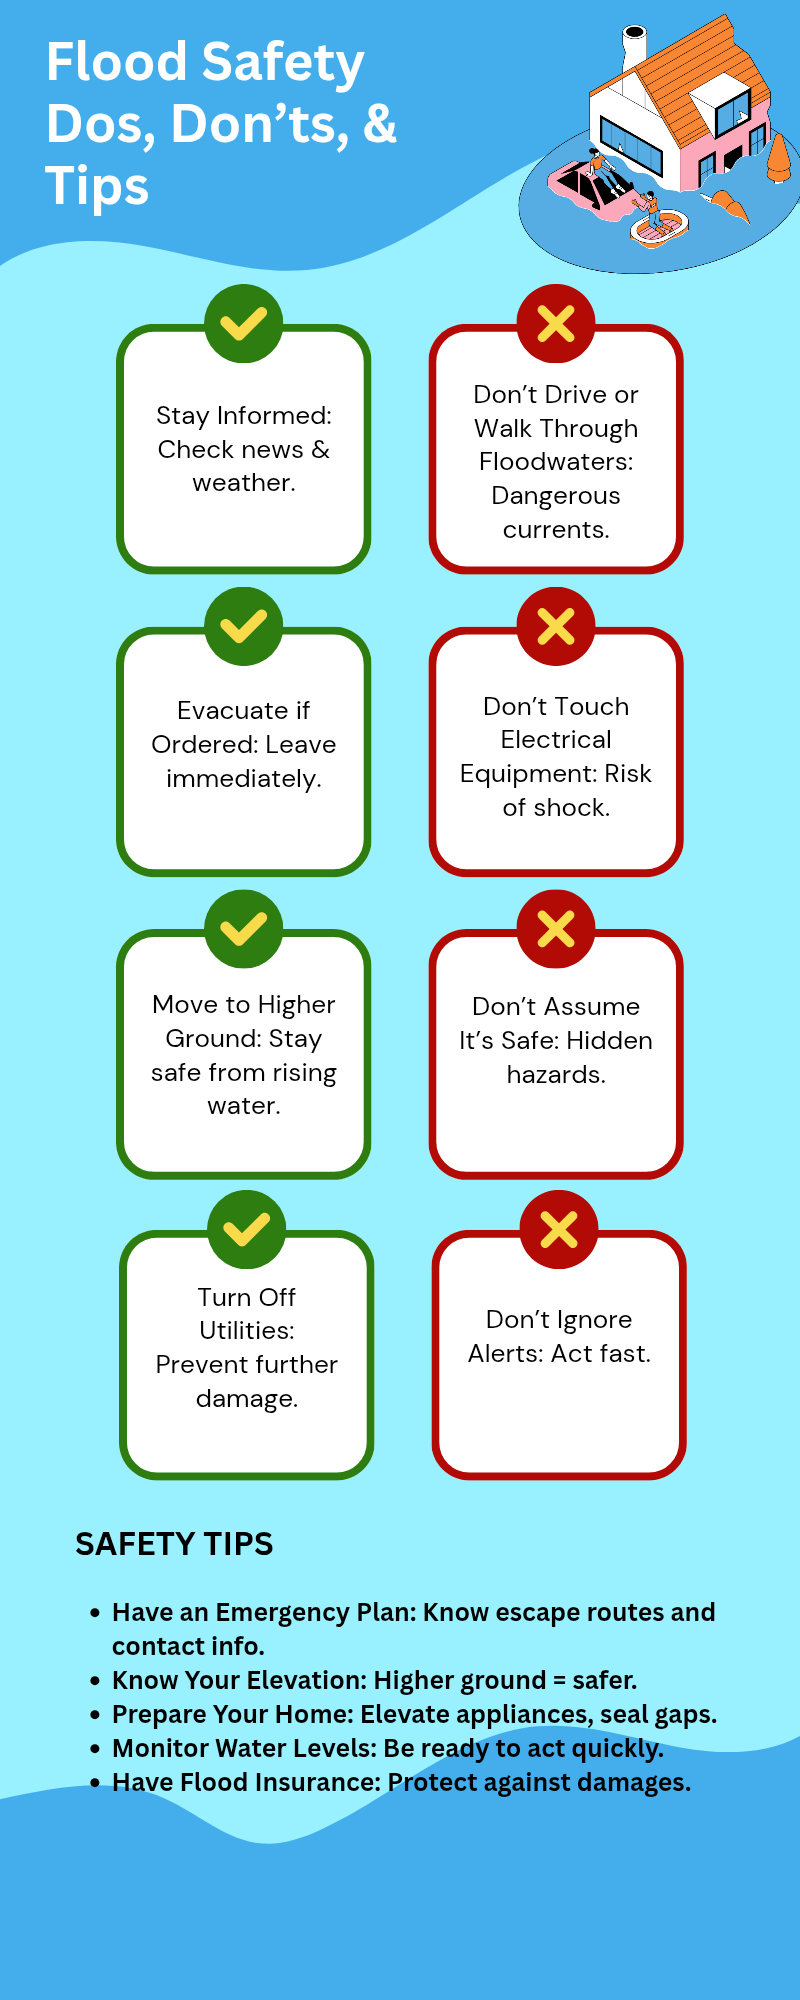 Flood Safety
Dos, Don’ts, &
Tips
Stay Informed:
Check news &
weather.
Don’t Drive or
Walk Through
Floodwaters:
Dangerous
currents.
Evacuate if
Ordered: Leave
immediately.
Don’t Touch
Electrical
Equipment: Risk
of shock.
Move to Higher
Ground: Stay
safe from rising
water.
Don’t Assume
It’s Safe: Hidden
hazards.
Turn Off
Utilities:
Prevent further
damage.
Don’t Ignore
Alerts: Act fast.
SAFETY TIPS
• Have an Emergency Plan: Know escape routes and
contact info.
• Know Your Elevation: Higher ground = safer.
• Prepare Your Home: Elevate appliances, seal gaps.
• Monitor Water Levels: Be ready to act quickly.
• Have Flood Insurance: Protect against damages.